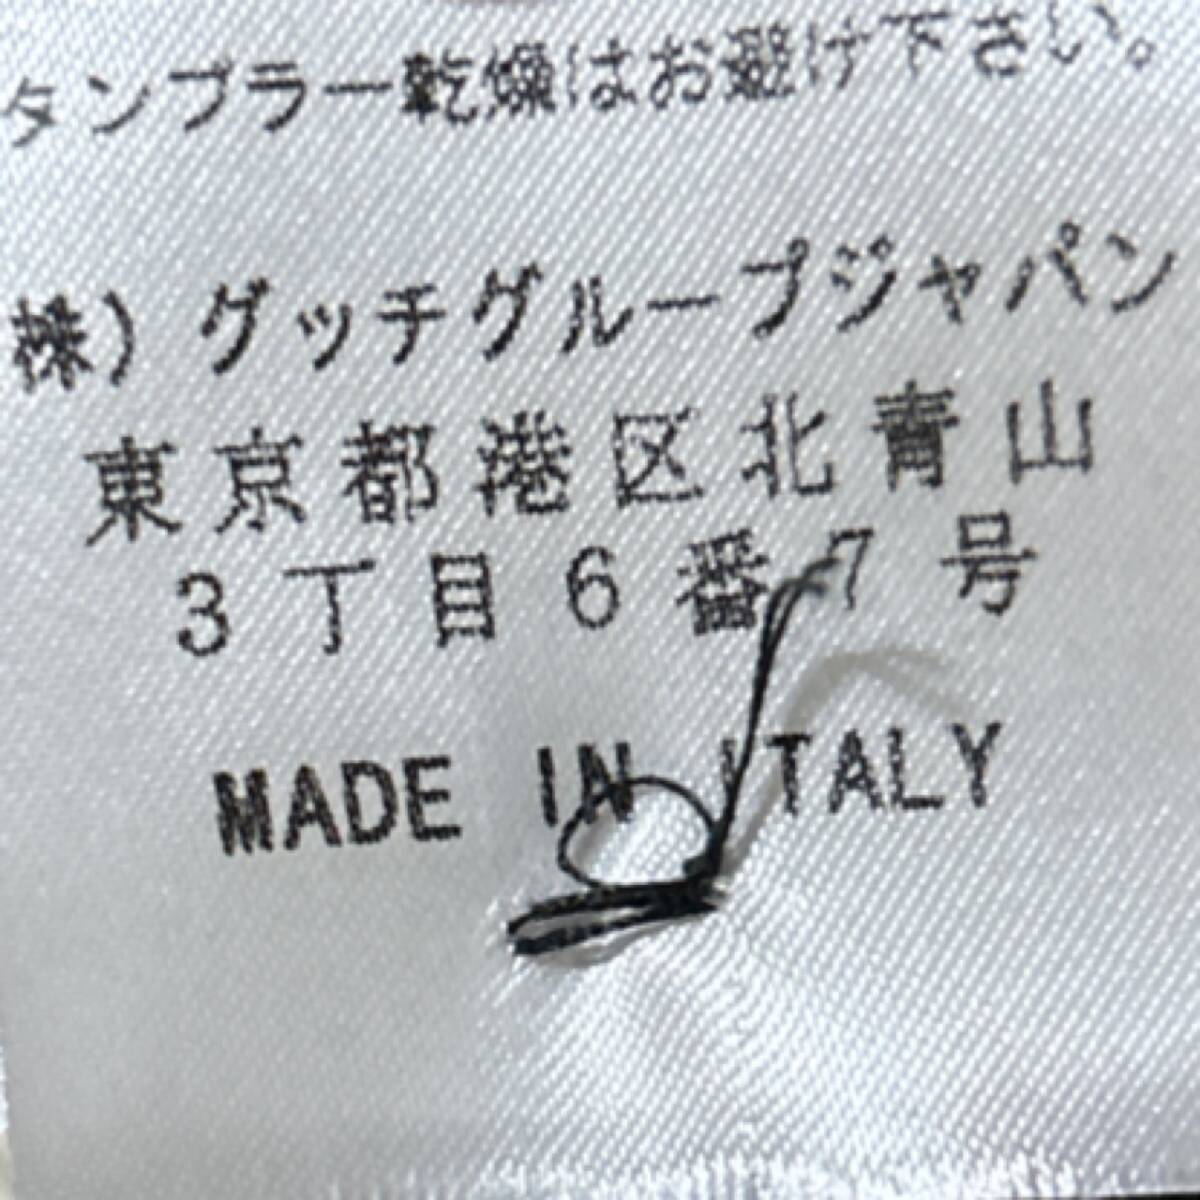 タンブラー乾燥はお避け下さい。
株）グッチグループジャパン
東京都港区北青山
3丁目6番7号
MADE IN ITALY